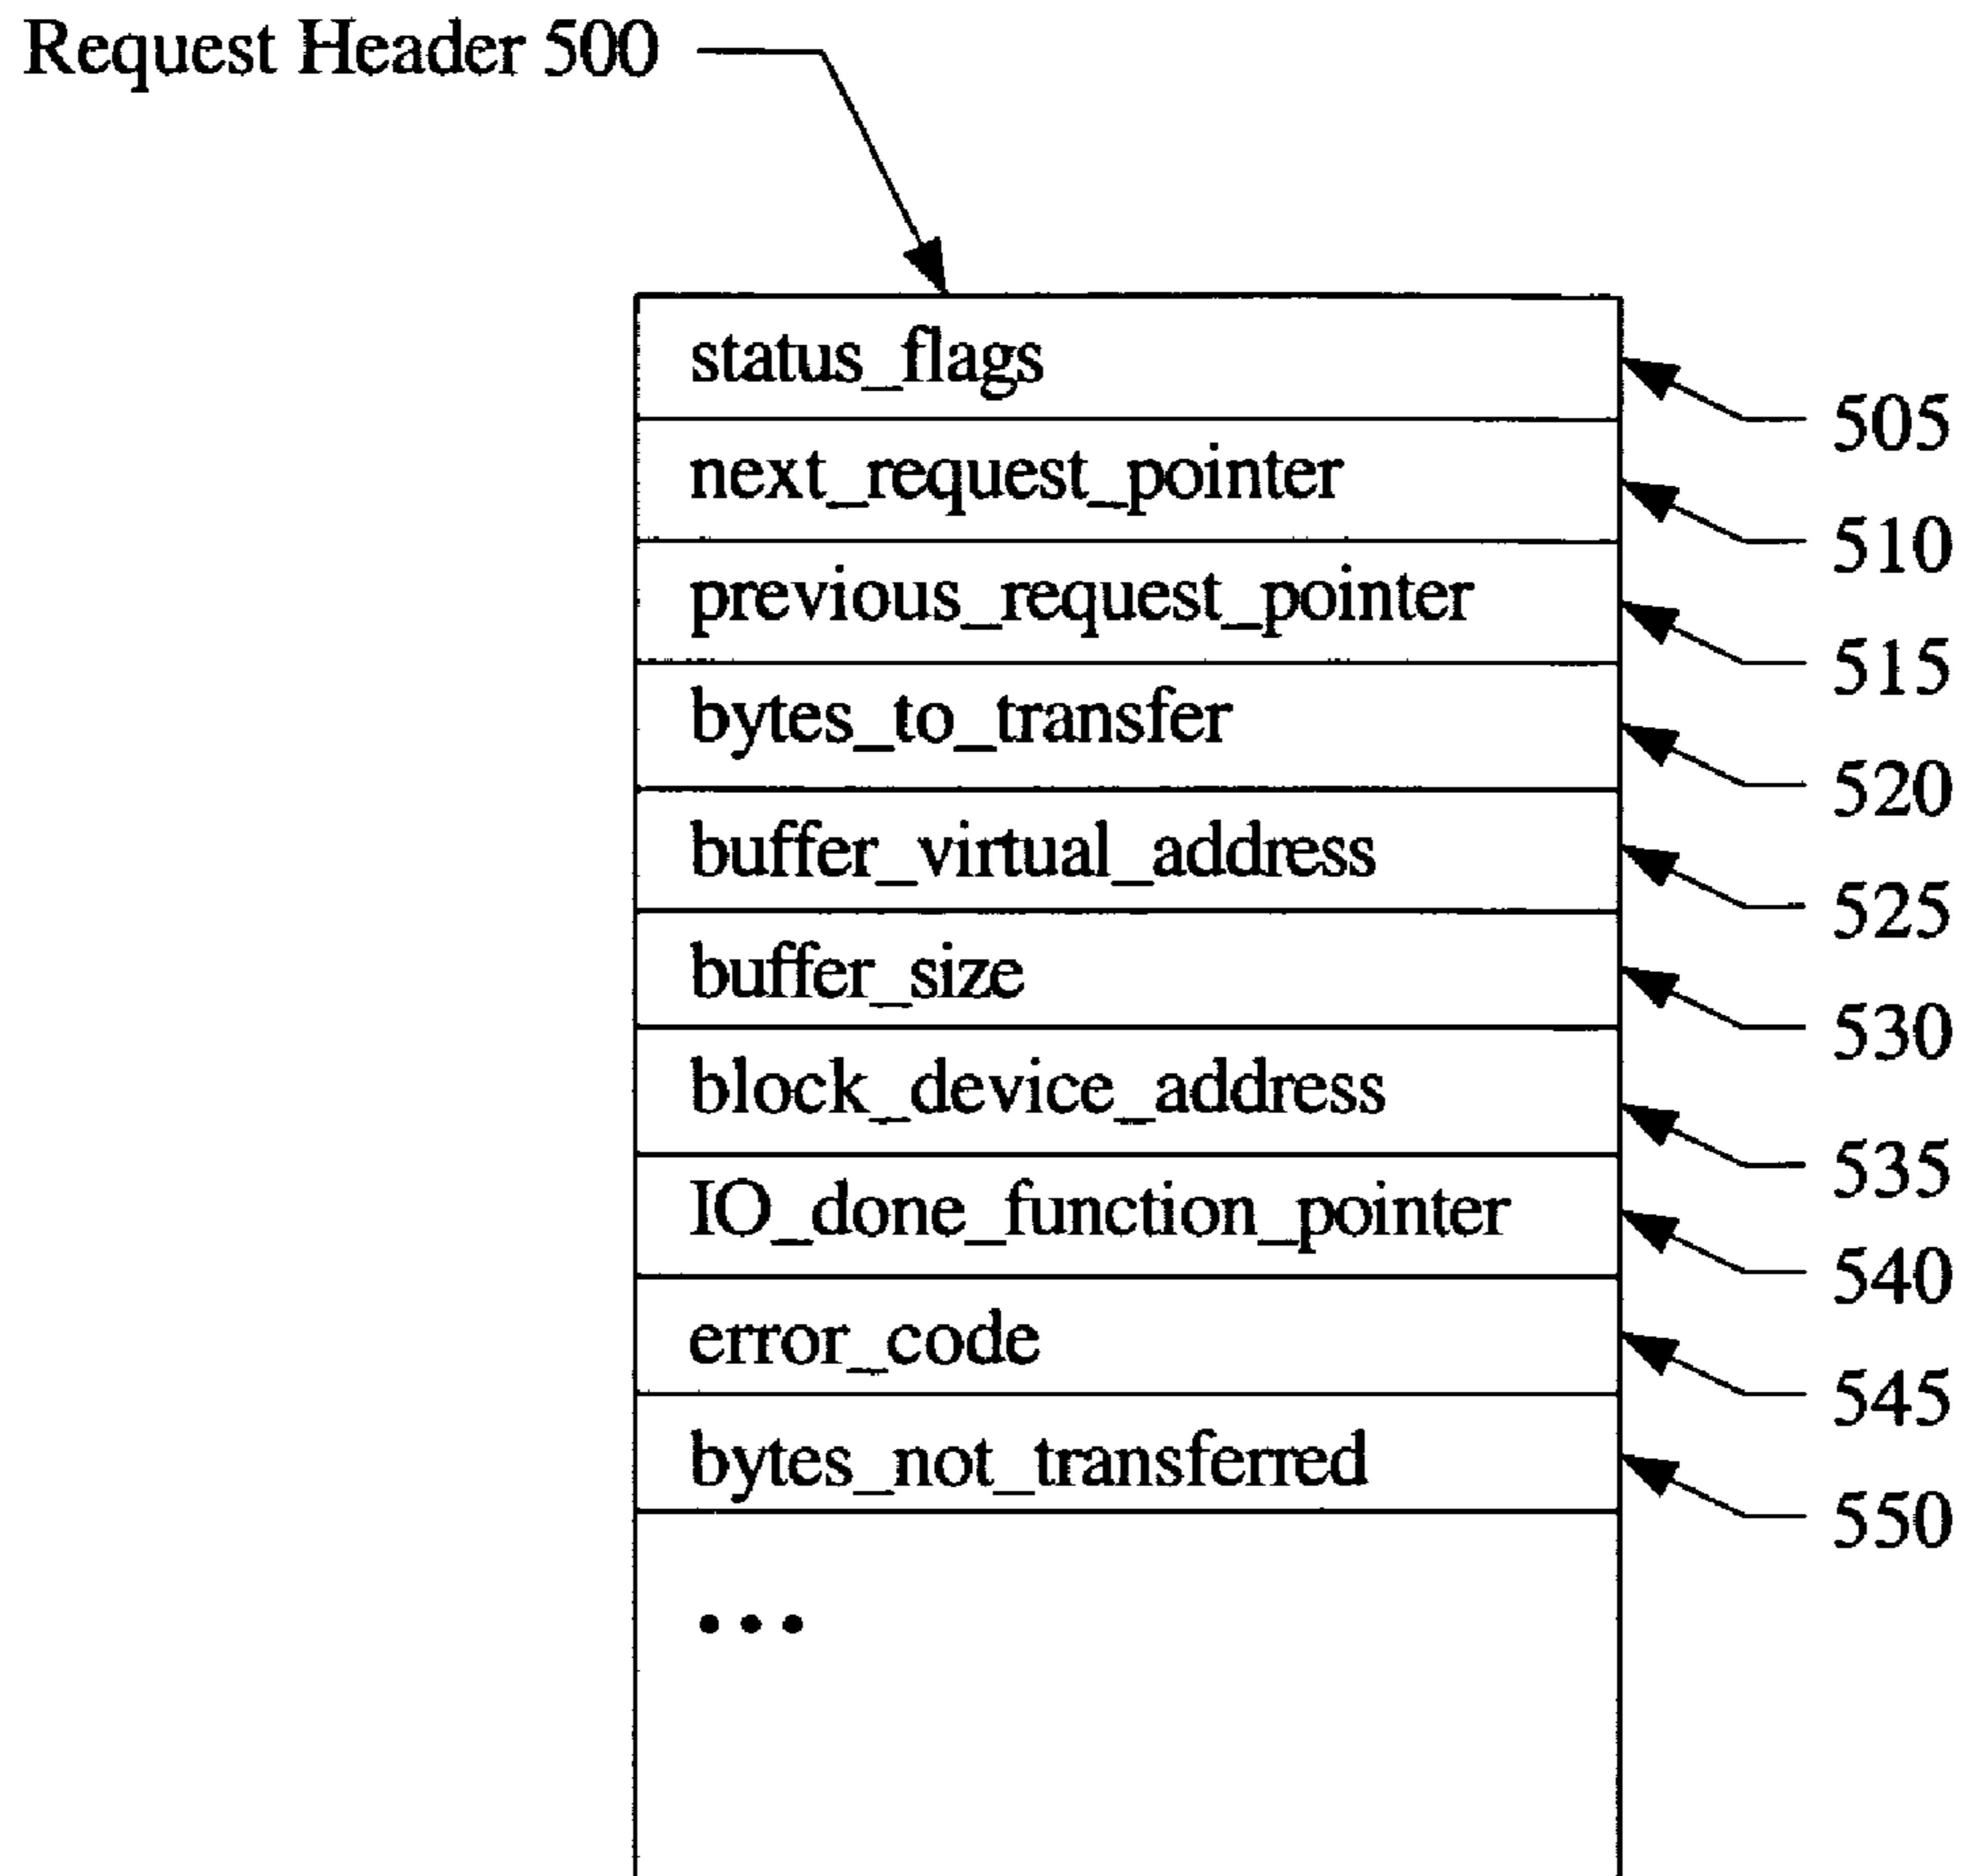 Request Header 500
status_flags
505
next_request_pointer
510
previous_request_pointer
515
bytes_to_transfer
520
buffer_virtual_address
525
buffer_size
530
block_device_address
535
IO_done_function_pointer
540
error_code
545
bytes_not_transferred
550
•••